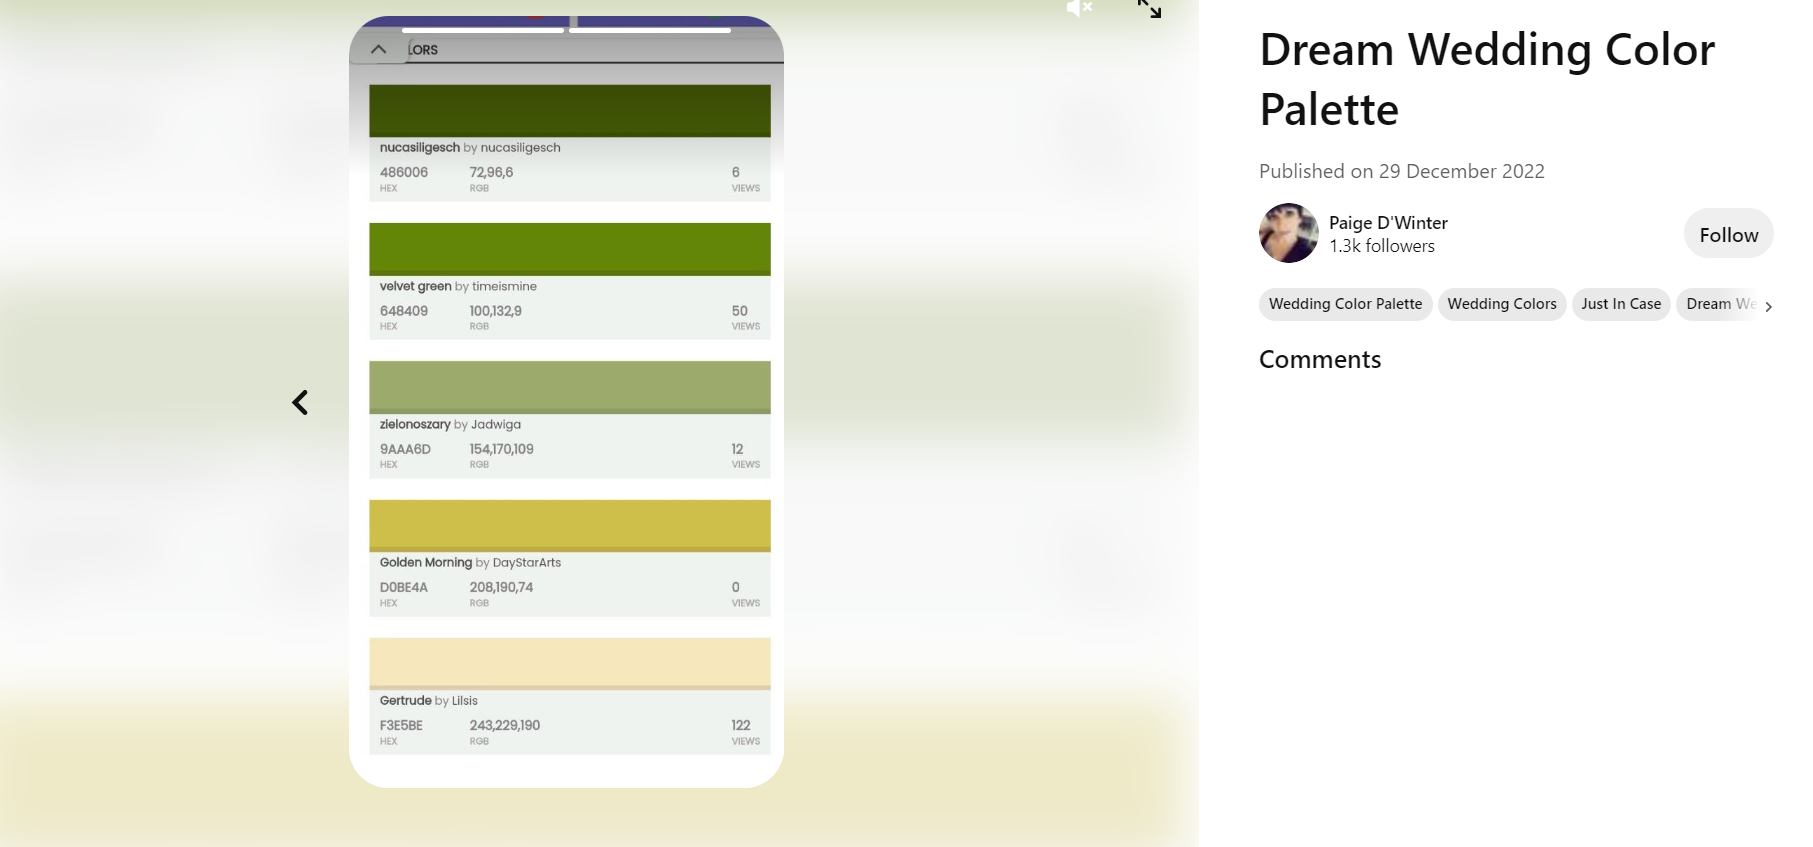 LORS
nucasiligesch by nucasiligesch
486006 72,96,6 6
HEX RGB VIEWS
velvet green by timeismine
648409 100,132,9 50
HEX RGB VIEWS
zielonoszary by Jadwiga
9AAA6D 154,170,109 12
HEX RGB VIEWS
Golden Morning by DayStarArts
D0BE4A 208,190,74 0
HEX RGB VIEWS
Gertrude by Lilsis
F3E5BE 243,229,190 122
HEX RGB VIEWS
Dream Wedding Color
Palette
Published on 29 December 2022
Paige D'Winter
1.3k followers
Follow
Wedding Color Palette Wedding Colors Just In Case Dream We
Comments